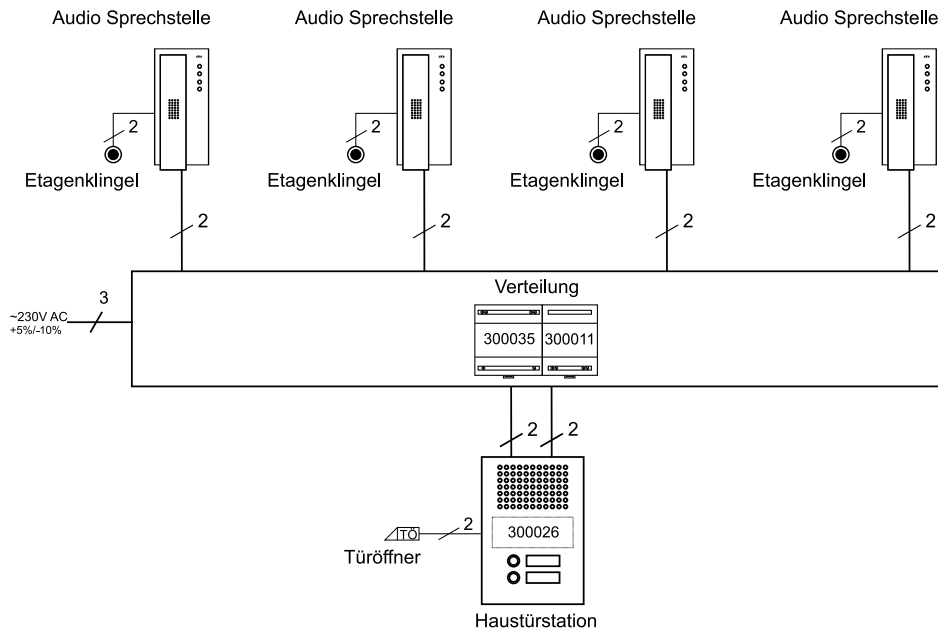 Audio Sprechstelle Audio Sprechstelle Audio Sprechstelle Audio Sprechstelle
2 2 2 2
Etagenklingel Etagenklingel Etagenklingel Etagenklingel
2 2 2 2
Verteilung
3
~230V AC
+5%/-10%
300035 300011
2 2
2
TÖ
300026
Türöffner
Haustürstation